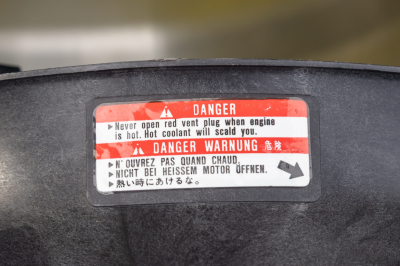 DANGER
▶Never open red vent plug when engine
is hot. Hot coolant will scald you.
DANGER WARNUNG 危険
▶N'OUVREZ PAS QUAND CHAUD.
▶NICHT BEI HEISSEM MOTOR ÖFFNEN.
▶熱い時にあけるな。